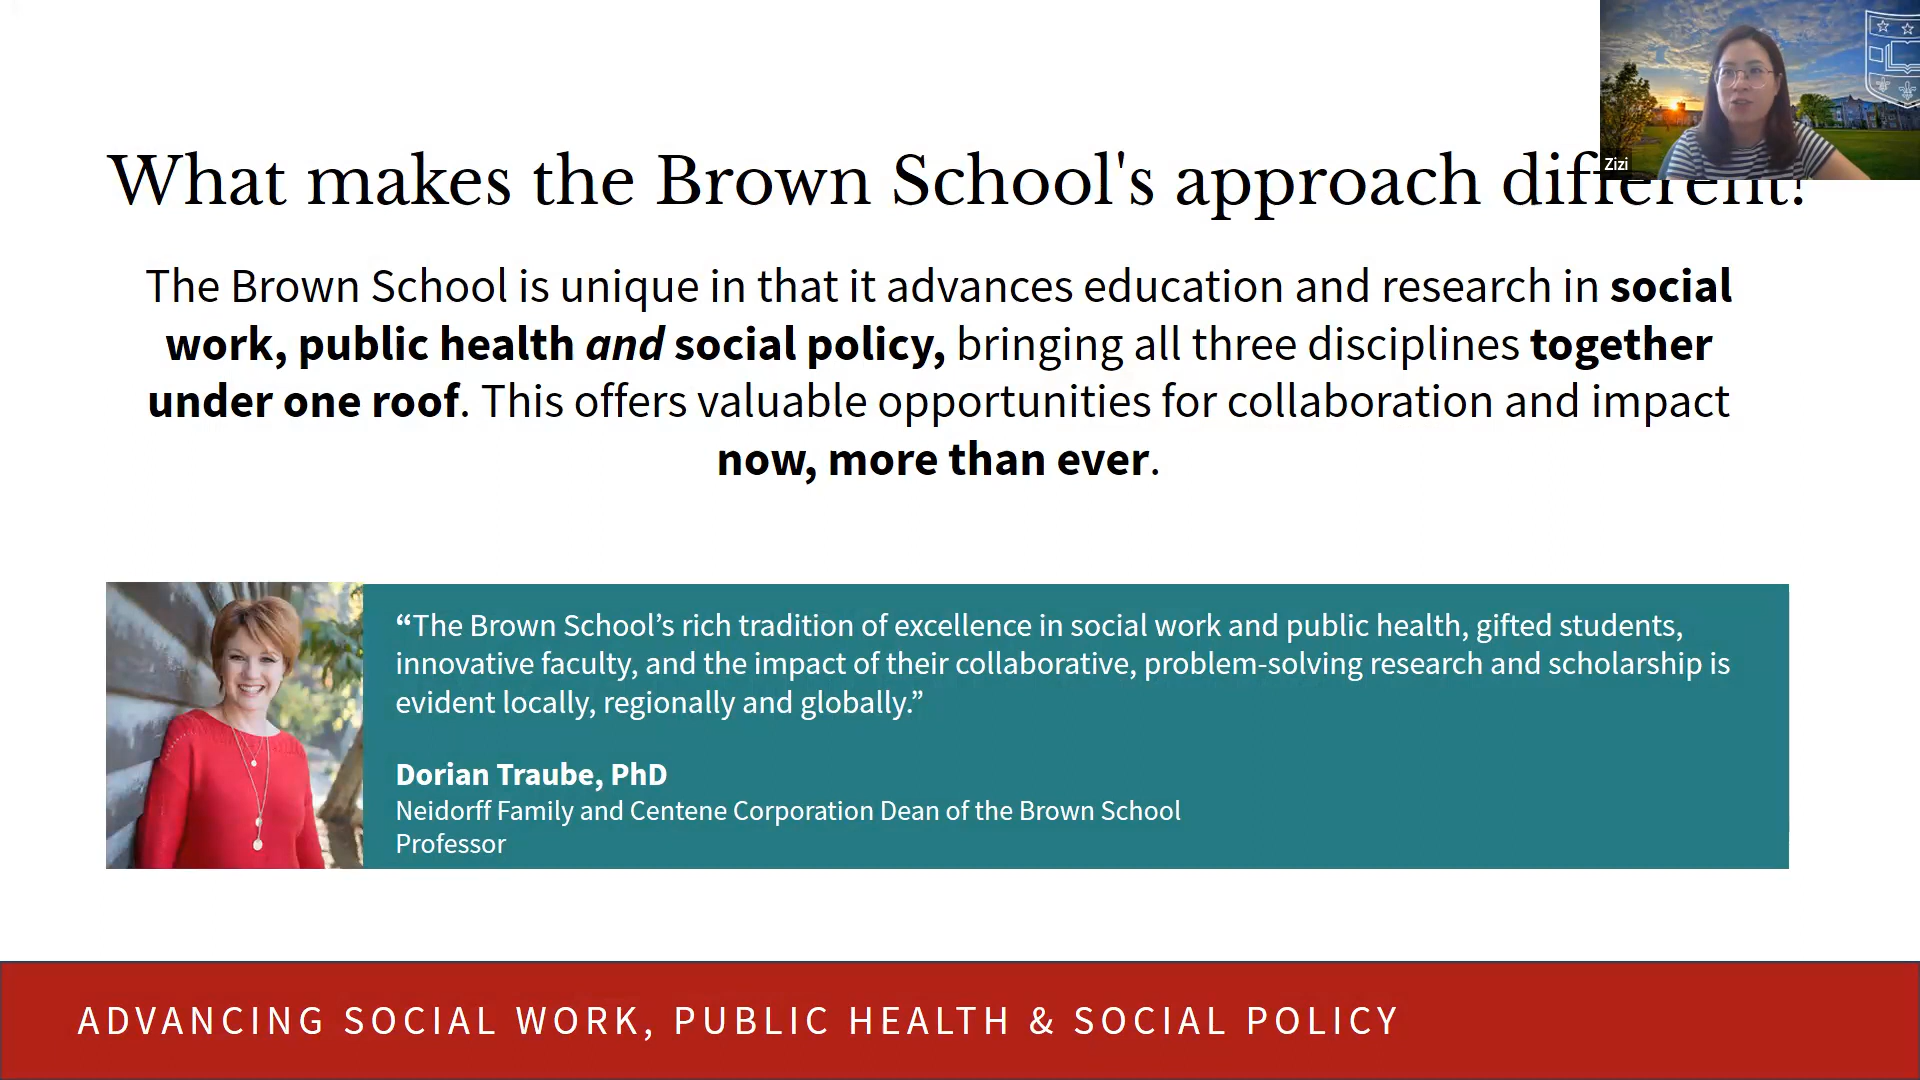 What makes the Brown School's approach different?
Zizi
The Brown School is unique in that it advances education and research in social
work, public health and social policy, bringing all three disciplines together
under one roof. This offers valuable opportunities for collaboration and impact
now, more than ever.
“The Brown School’s rich tradition of excellence in social work and public health, gifted students,
innovative faculty, and the impact of their collaborative, problem-solving research and scholarship is
evident locally, regionally and globally.”
Dorian Traube, PhD
Neidorff Family and Centene Corporation Dean of the Brown School
Professor
ADVANCING SOCIAL WORK, PUBLIC HEALTH & SOCIAL POLICY